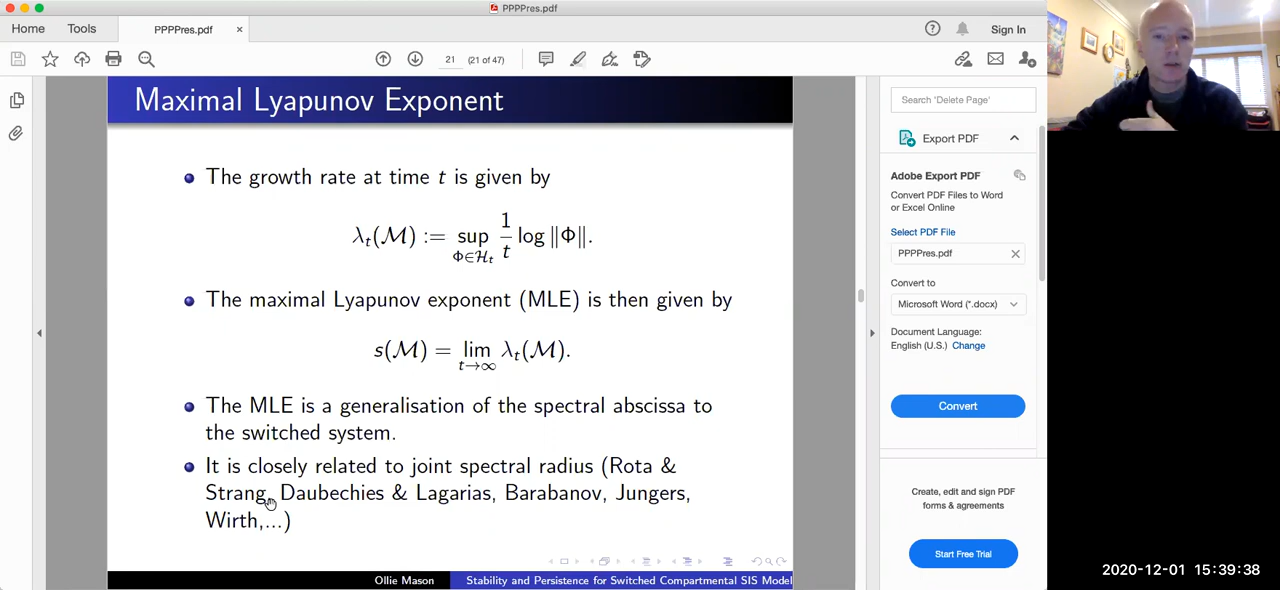 PPPPres.pdf
Home Tools PPPPres.pdf × Sign In
21 (21 of 47)
Maximal Lyapunov Exponent
The growth rate at time t is given by
λt(M) := sup Φ∈Ht 1/t log ‖Φ‖.
The maximal Lyapunov exponent (MLE) is then given by
s(M) = lim t→∞ λt(M).
The MLE is a generalisation of the spectral abscissa to
the switched system.
It is closely related to joint spectral radius (Rota &
Strang, Daubechies & Lagarias, Barabanov, Jungers,
Wirth,...)
Ollie Mason Stability and Persistence for Switched Compartmental SIS Model
Search 'Delete Page'
Export PDF
Adobe Export PDF
Convert PDF Files to Word
or Excel Online
Select PDF File
PPPPres.pdf
Convert to
Microsoft Word (*.docx)
Document Language:
English (U.S.) Change
Convert
Create, edit and sign PDF
forms & agreements
Start Free Trial
2020-12-01 15:39:38